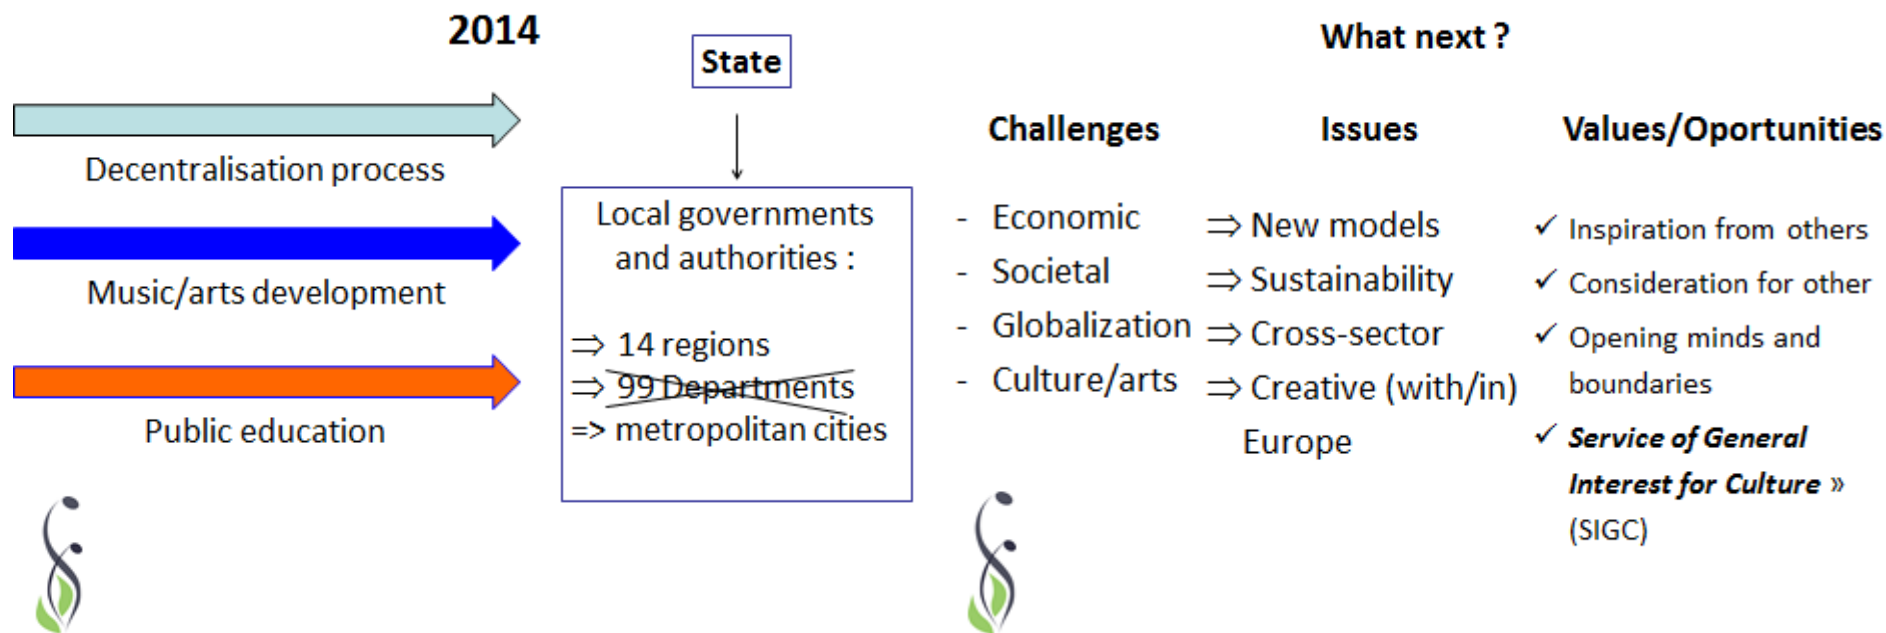 2014
State
Decentralisation process
Music/arts development
Public education
Local governments
and authorities :
⇒ 14 regions
⇒ 99 Departments
=> metropolitan cities
What next ?
Challenges
- Economic
- Societal
- Globalization
- Culture/arts
Issues
⇒ New models
⇒ Sustainability
⇒ Cross-sector
⇒ Creative (with/in)
Europe
Values/Oportunities
✓ Inspiration from others
✓ Consideration for other
✓ Opening minds and
boundaries
✓ Service of General
Interest for Culture »
(SIGC)